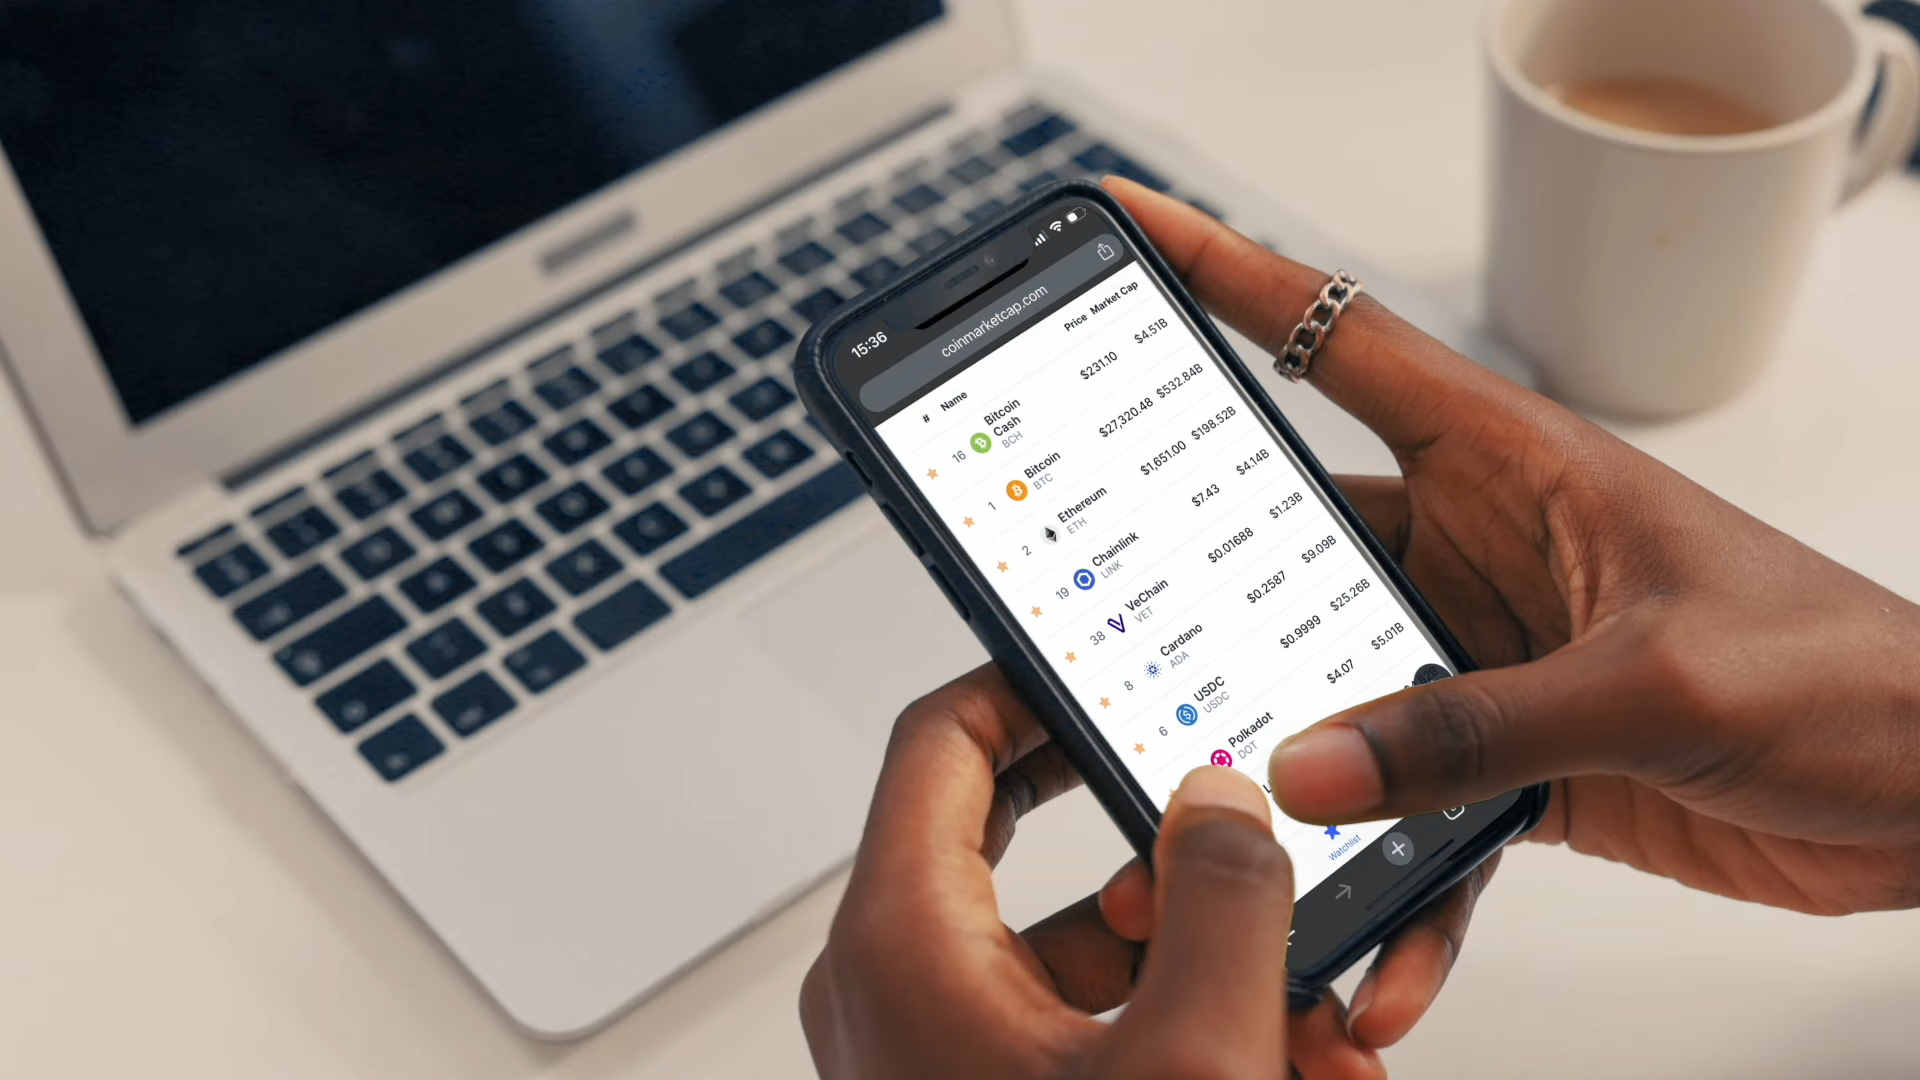 15:36
coinmarketcap.com
# Name Price Market Cap
16 Bitcoin Cash BCH $231.10 $4.51B
1 Bitcoin BTC $27,320.48 $532.84B
2 Ethereum ETH $1,651.00 $198.52B
19 Chainlink LINK $7.43 $4.14B
38 VeChain VET $0.01688 $1.23B
8 Cardano ADA $0.2587 $9.09B
6 USDC USDC $0.9999 $25.26B
Polkadot DOT $4.07 $5.01B
Watchlist